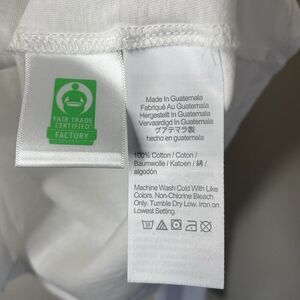 FAIR TRADE
CERTIFIED
FACTORY
Made In Guatemala
Fabriqué Au Guatemala
Hergestellt In Guatemala
Vervaardigd In Guatemala
グアテマラ製
hecho en guatemala
100% Cotton / Coton /
Baumwolle / Katoen / 綿 /
algodón
Machine Wash Cold With Like
Colors. Non-Chlorine Bleach
Only. Tumble Dry Low. Iron on
Lowest Setting.